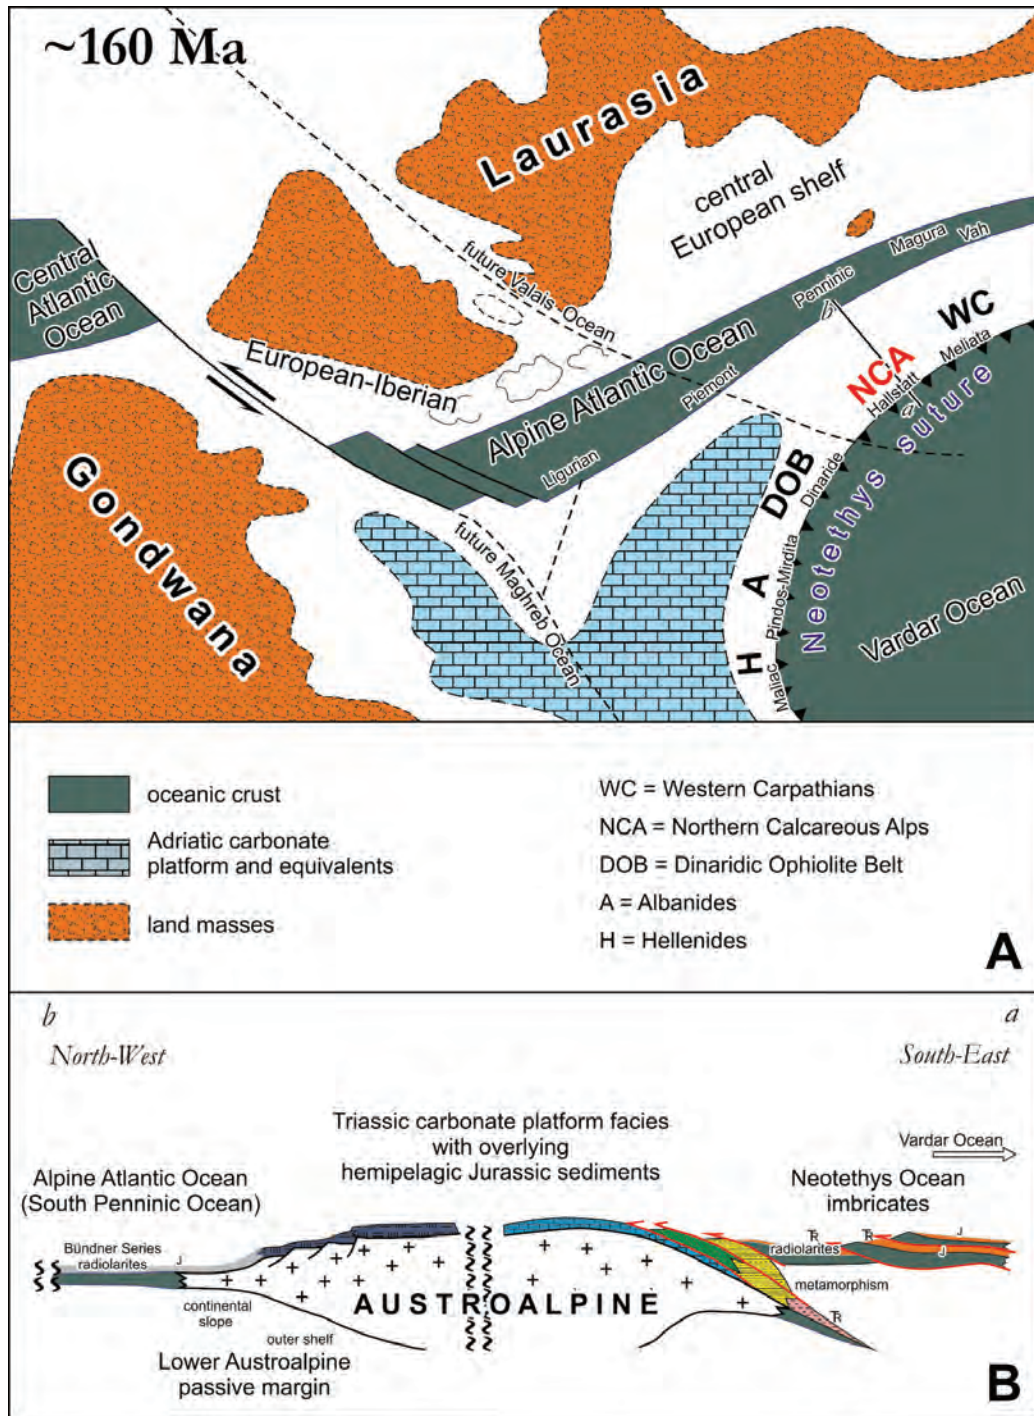 ~160 Ma
Laurasia
central
European shelf
Central
Atlantic
Ocean
future Valais Ocean
Magura
Vah
Penninic
WC
European-Iberian
Alpine Atlantic Ocean
NCA
Meliata
Hallstatt
b
a
Piemont
Ligurian
Gondwana
DOB
Dinaride
Neotethys suture
future Maghreb Ocean
A
Pindos-Mirdita
H
Maliac
Vardar Ocean
oceanic crust
Adriatic carbonate
platform and equivalents
land masses
WC = Western Carpathians
NCA = Northern Calcareous Alps
DOB = Dinaridic Ophiolite Belt
A = Albanides
H = Hellenides
A
b
a
North-West
South-East
Triassic carbonate platform facies
with overlying
hemipelagic Jurassic sediments
Vardar Ocean
Alpine Atlantic Ocean
(South Penninic Ocean)
Neotethys Ocean
imbricates
Bündner Series
radiolarites
J
TR
TR
J
radiolarites
J
metamorphism
TR
AUSTROALPINE
continental
slope
outer shelf
Lower Austroalpine
passive margin
B